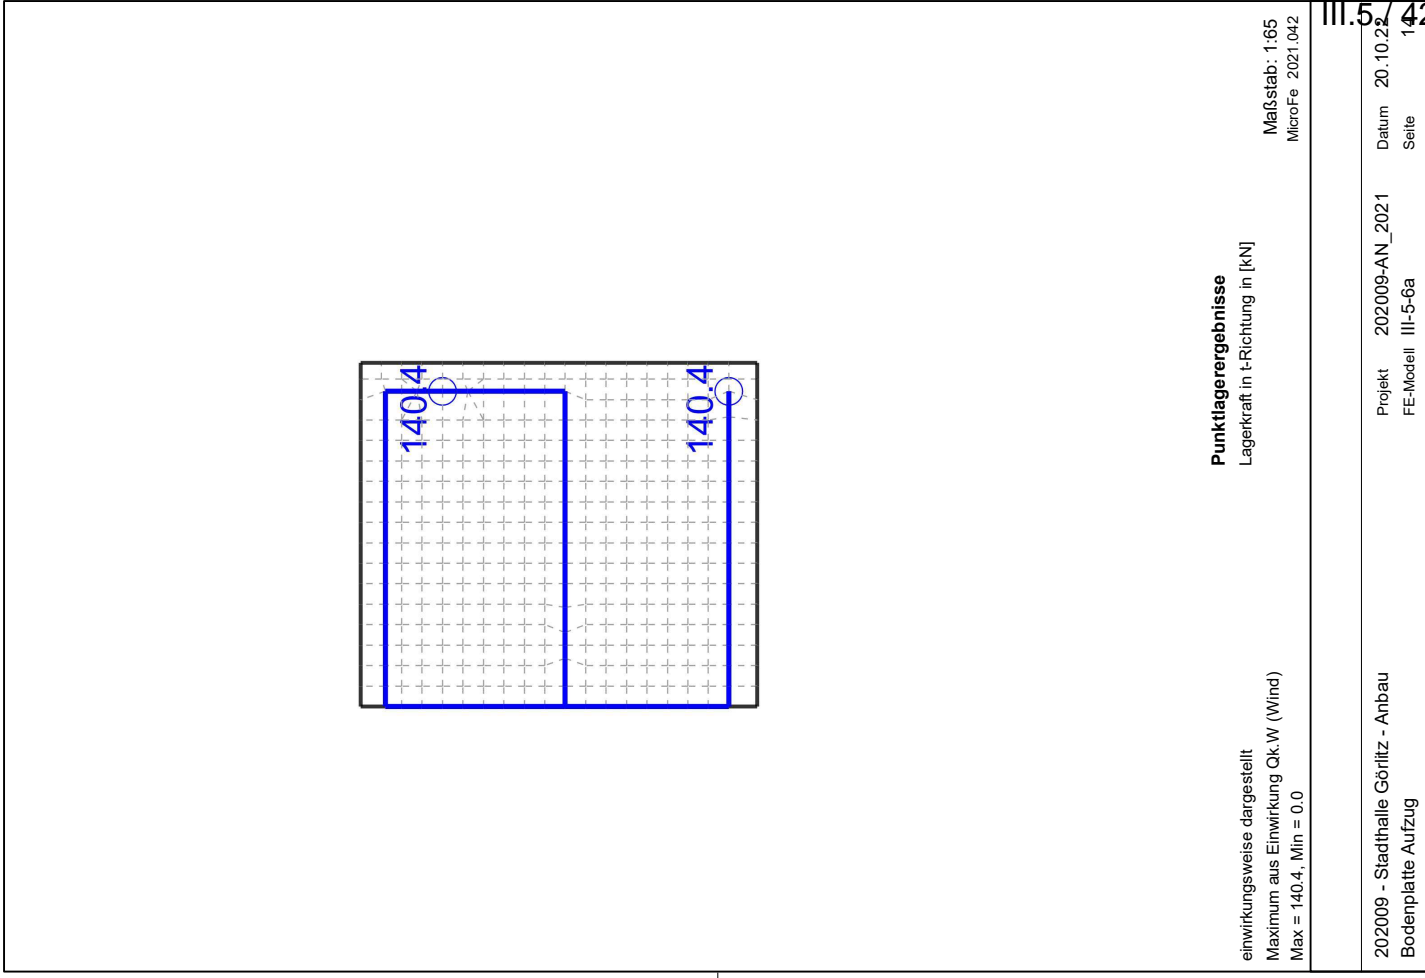 III.5 / 42
140.4
140.4
Punktlagerergebnisse
Lagerkraft in t-Richtung in [kN]
Maßstab: 1:65
MicroFe 2021.042
einwirkungsweise dargestellt
Maximum aus Einwirkung Qk.W (Wind)
Max = 140.4, Min = 0.0
202009 - Stadthalle Görlitz - Anbau
Projekt 202009-AN_2021
Datum 20.10.22
Bodenplatte Aufzug
FE-Modell III-5-6a
Seite 14